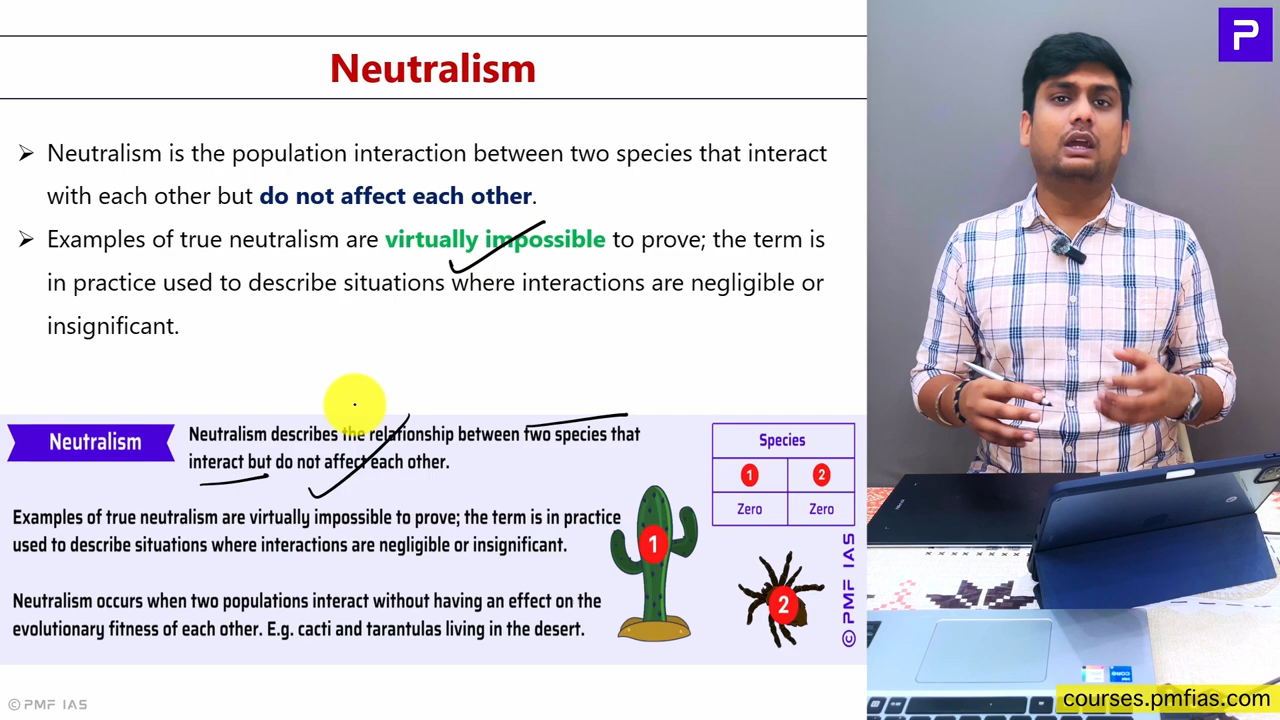 Neutralism
➢ Neutralism is the population interaction between two species that interact
with each other but do not affect each other.
➢ Examples of true neutralism are virtually impossible to prove; the term is
in practice used to describe situations where interactions are negligible or
insignificant.
Neutralism
Neutralism describes the relationship between two species that
interact but do not affect each other.
Species
1 2
Zero Zero
Examples of true neutralism are virtually impossible to prove; the term is in practice
used to describe situations where interactions are negligible or insignificant.
1
Neutralism occurs when two populations interact without having an effect on the
evolutionary fitness of each other. E.g. cacti and tarantulas living in the desert.
2
© PMF IAS
© PMF IAS
P
courses.pmfias.com